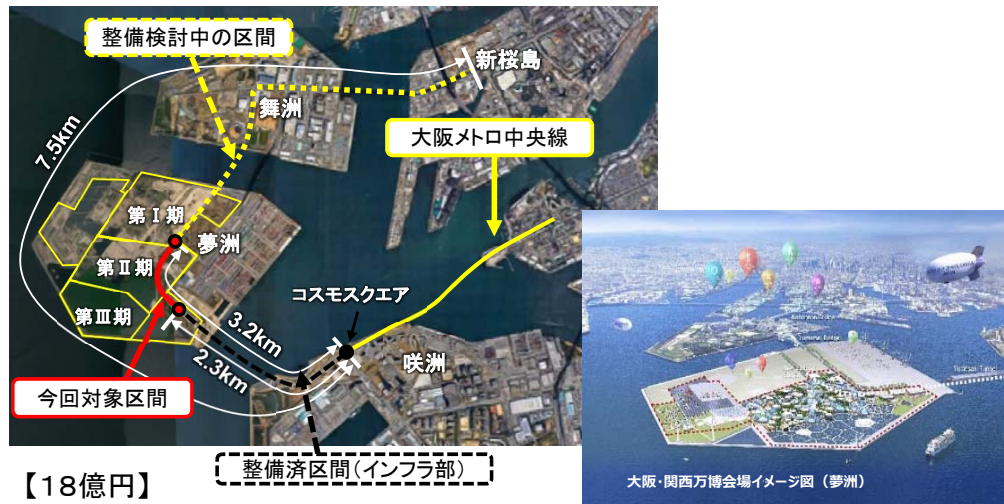 整備検討中の区間
新桜島
舞洲
大阪メトロ中央線
7.5km
第Ⅰ期
夢洲
第Ⅱ期
コスモスクエア
第Ⅲ期
3.2km
2.3km
咲洲
今回対象区間
整備済区間(インフラ部)
【18億円】
大阪・関西万博会場イメージ図(夢洲)